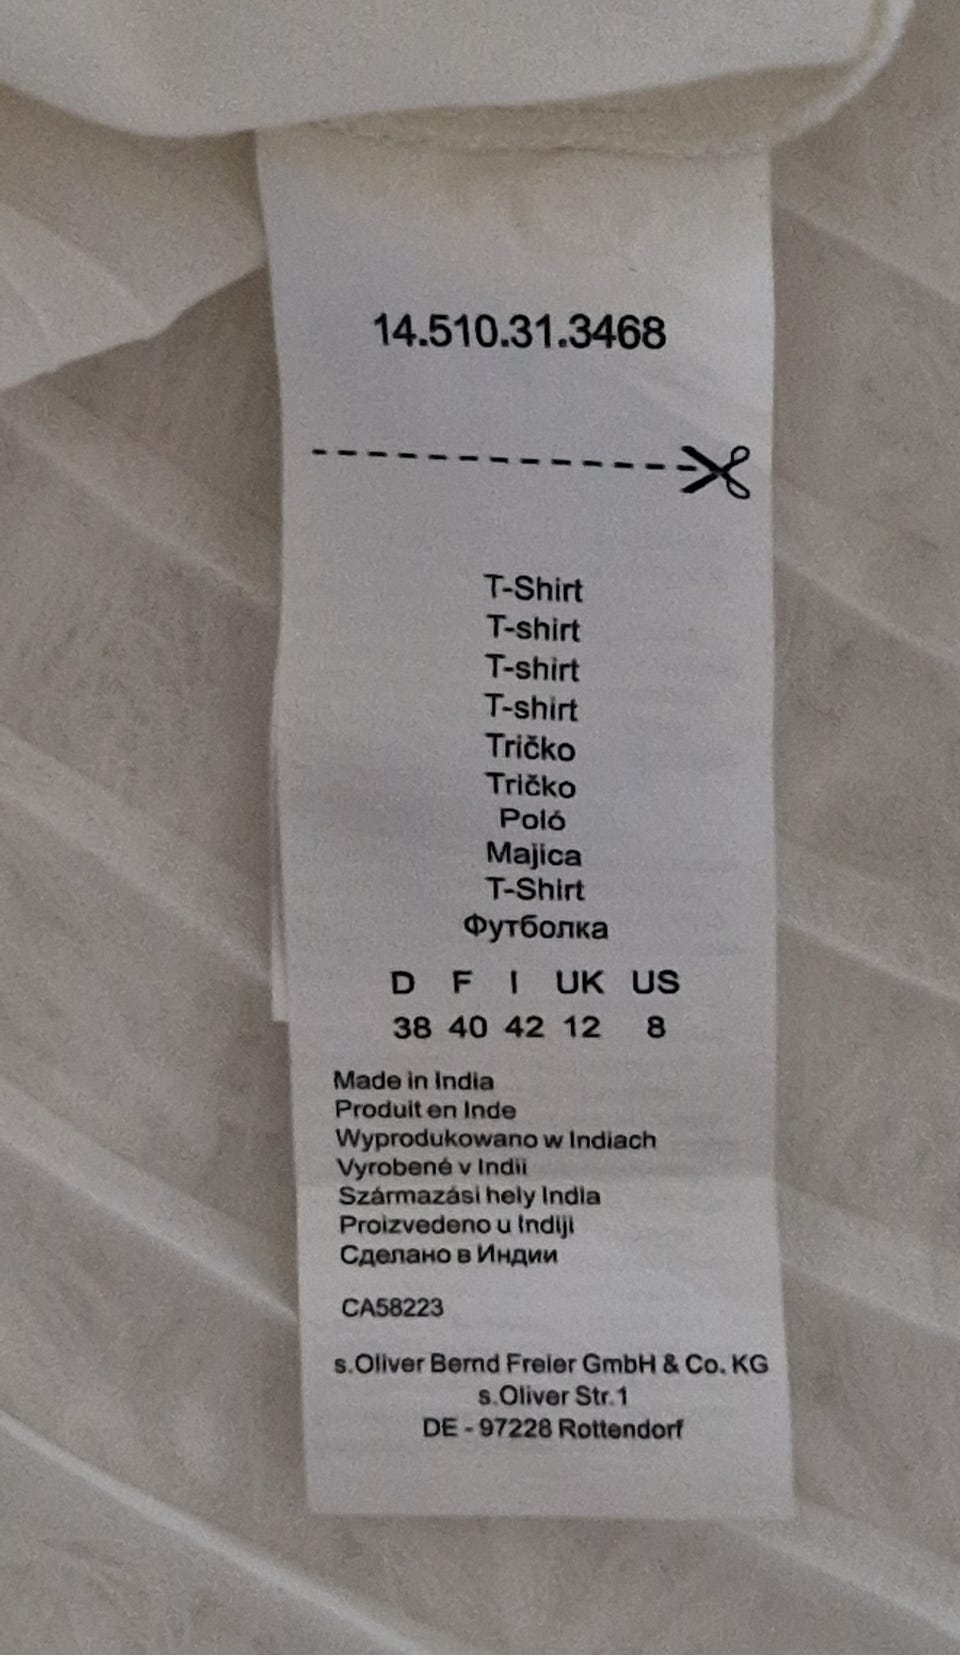 14.510.31.3468
T-Shirt
T-shirt
T-shirt
T-shirt
Tričko
Tričko
Poló
Majica
T-Shirt
Футболка
D F I UK US
38 40 42 12 8
Made in India
Produit en Inde
Wyprodukowano w Indiach
Vyrobené v Indii
Származási hely India
Proizvedeno u Indiji
Сделано в Индии
CA58223
s.Oliver Bernd Freier GmbH & Co. KG
s.Oliver Str.1
DE - 97228 Rottendorf